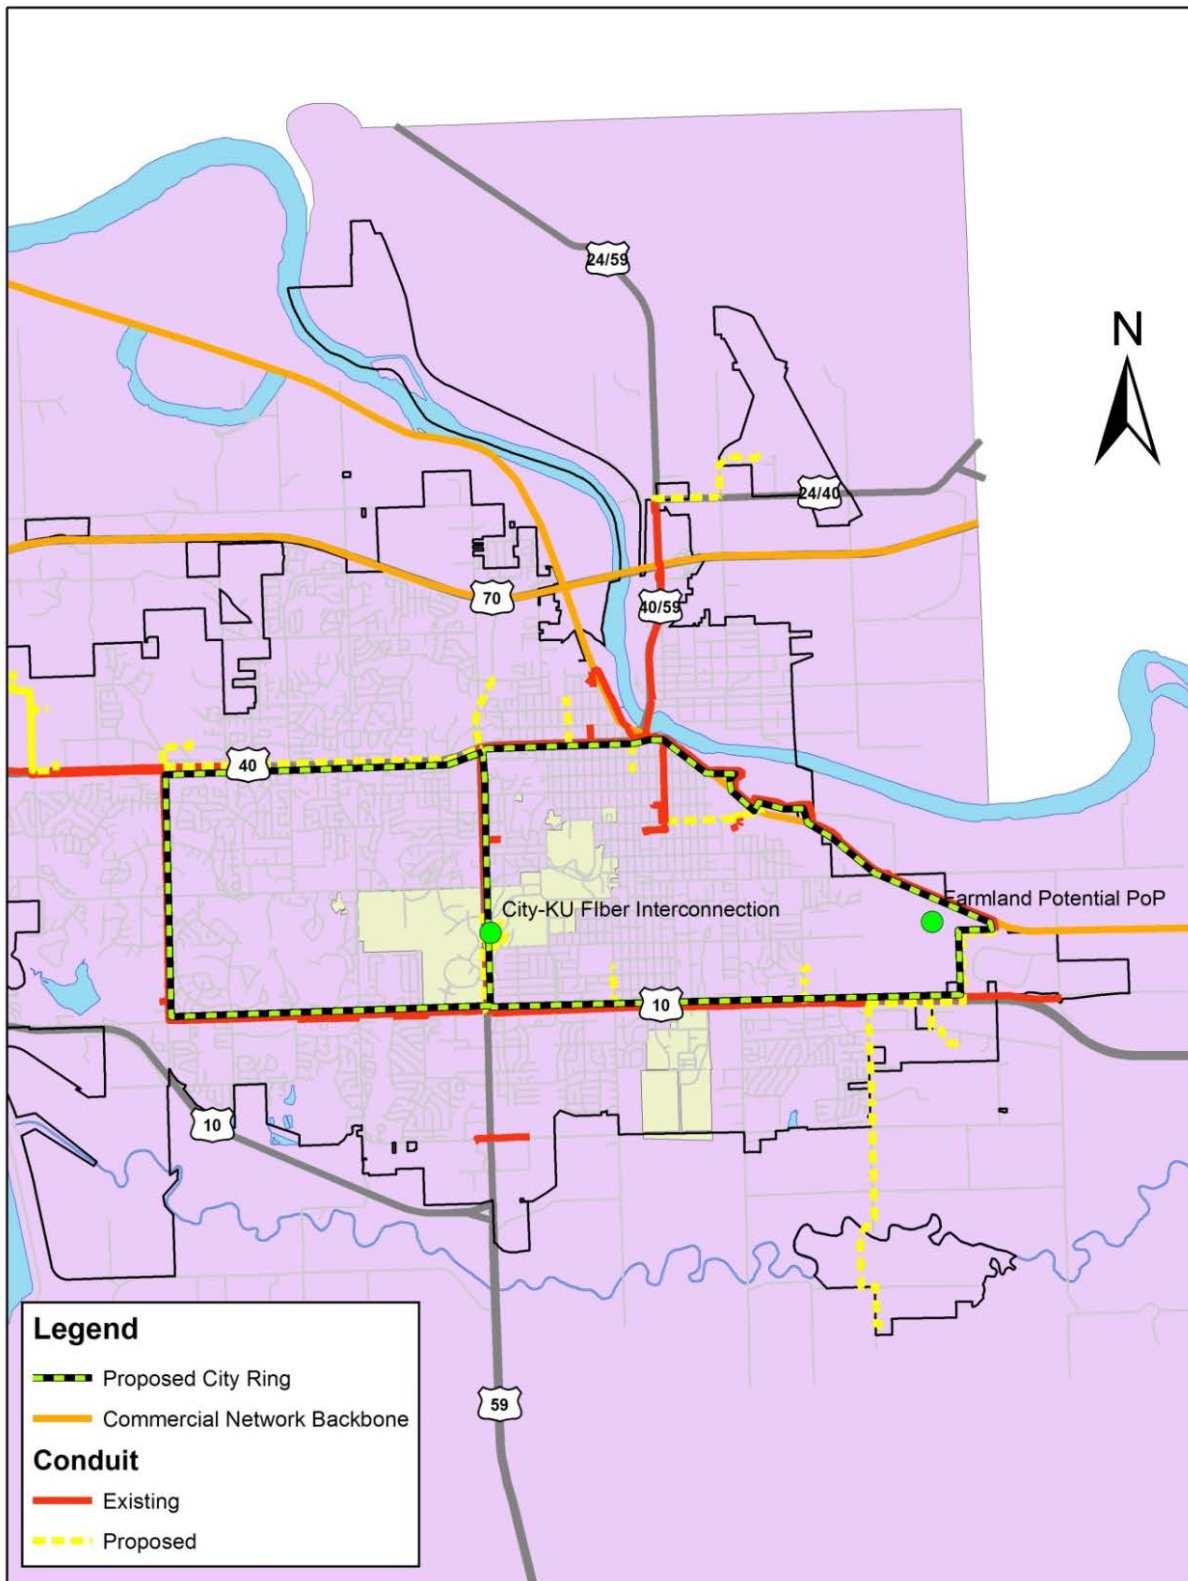 24/59
N
24/40
70
40/59
40
City-KU FIber Interconnection
Farmland Potential PoP
10
10
59
Legend
Proposed City Ring
Commercial Network Backbone
Conduit
Existing
Proposed